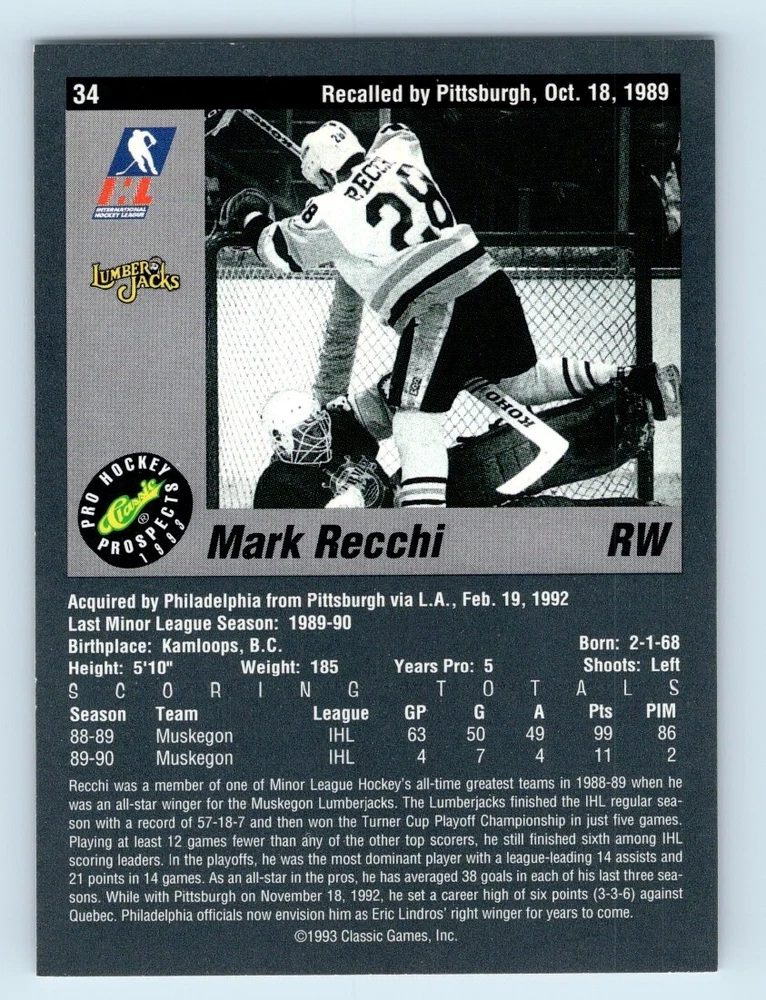 34
Recalled by Pittsburgh, Oct. 18, 1989
IHL
INTERNATIONAL
HOCKEY LEAGUE
LUMBER JACKS
28
RECCHI
28
28
KOHO
PRO HOCKEY
Classic®
PROSPECTS
1993
Mark Recchi
RW
Acquired by Philadelphia from Pittsburgh via L.A., Feb. 19, 1992
Last Minor League Season: 1989-90
Birthplace: Kamloops, B.C. Born: 2-1-68
Height: 5'10" Weight: 185 Years Pro: 5 Shoots: Left
SCORING TOTALS
Season Team League GP G A Pts PIM
88-89 Muskegon IHL 63 50 49 99 86
89-90 Muskegon IHL 4 7 4 11 2
Recchi was a member of one of Minor League Hockey's all-time greatest teams in 1988-89 when he
was an all-star winger for the Muskegon Lumberjacks. The Lumberjacks finished the IHL regular sea-
son with a record of 57-18-7 and then won the Turner Cup Playoff Championship in just five games.
Playing at least 12 games fewer than any of the other top scorers, he still finished sixth among IHL
scoring leaders. In the playoffs, he was the most dominant player with a league-leading 14 assists and
21 points in 14 games. As an all-star in the pros, he has averaged 38 goals in each of his last three sea-
sons. While with Pittsburgh on November 18, 1992, he set a career high of six points (3-3-6) against
Quebec. Philadelphia officials now envision him as Eric Lindros' right winger for years to come.
©1993 Classic Games, Inc.